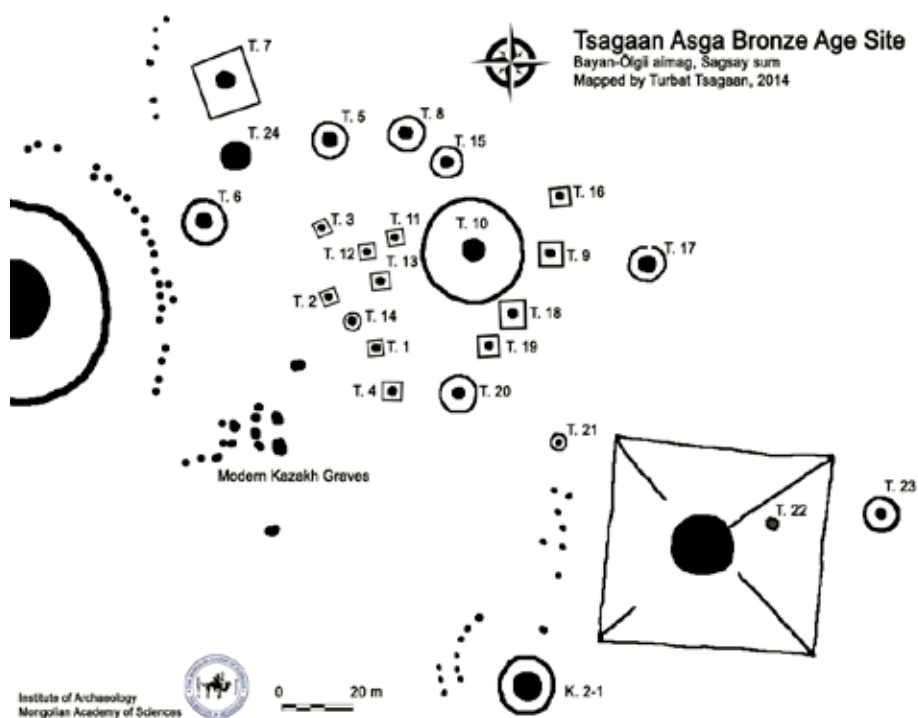 Tsagaan Asga Bronze Age Site
Bayan-Ölgii aimag, Sagsay sum
Mapped by Turbat Tsagaan, 2014
T. 7
T. 24
T. 5
T. 8
T. 15
T. 6
T. 16
T. 3
T. 11
T. 10
T. 12
T. 9
T. 17
T. 13
T. 2
T. 14
T. 18
T. 1
T. 19
T. 4
T. 20
T. 21
Modern Kazakh Graves
T. 23
T. 22
K. 2-1
Institute of Archaeology
Mongolian Academy of Sciences
0 20 m